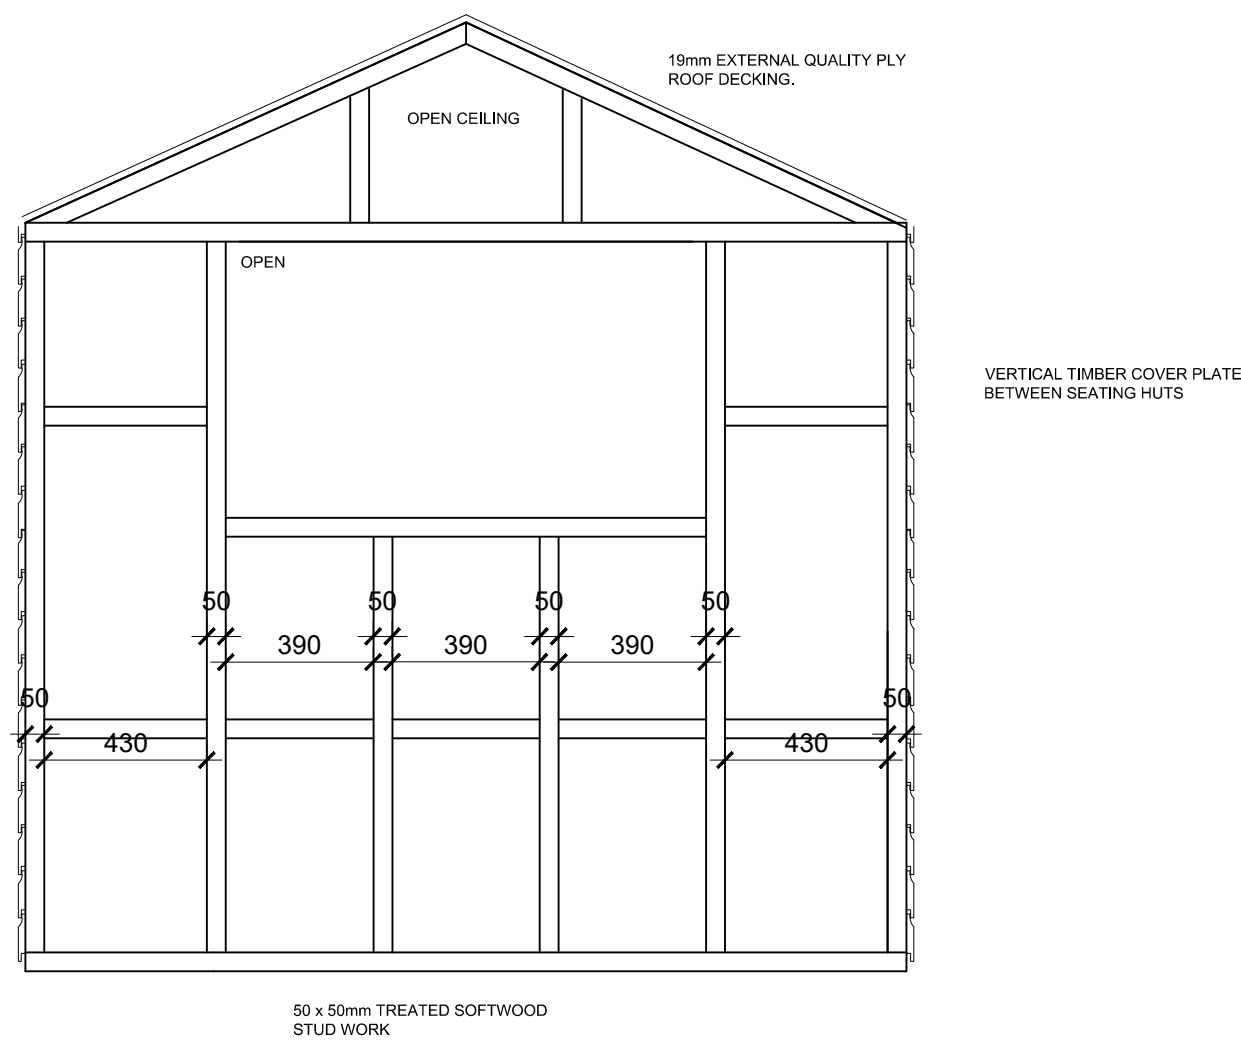 19mm EXTERNAL QUALITY PLY
ROOF DECKING.
OPEN CEILING
OPEN
VERTICAL TIMBER COVER PLATE
BETWEEN SEATING HUTS
50 50 50 50
390 390 390
50 50
430 430
50 x 50mm TREATED SOFTWOOD
STUD WORK